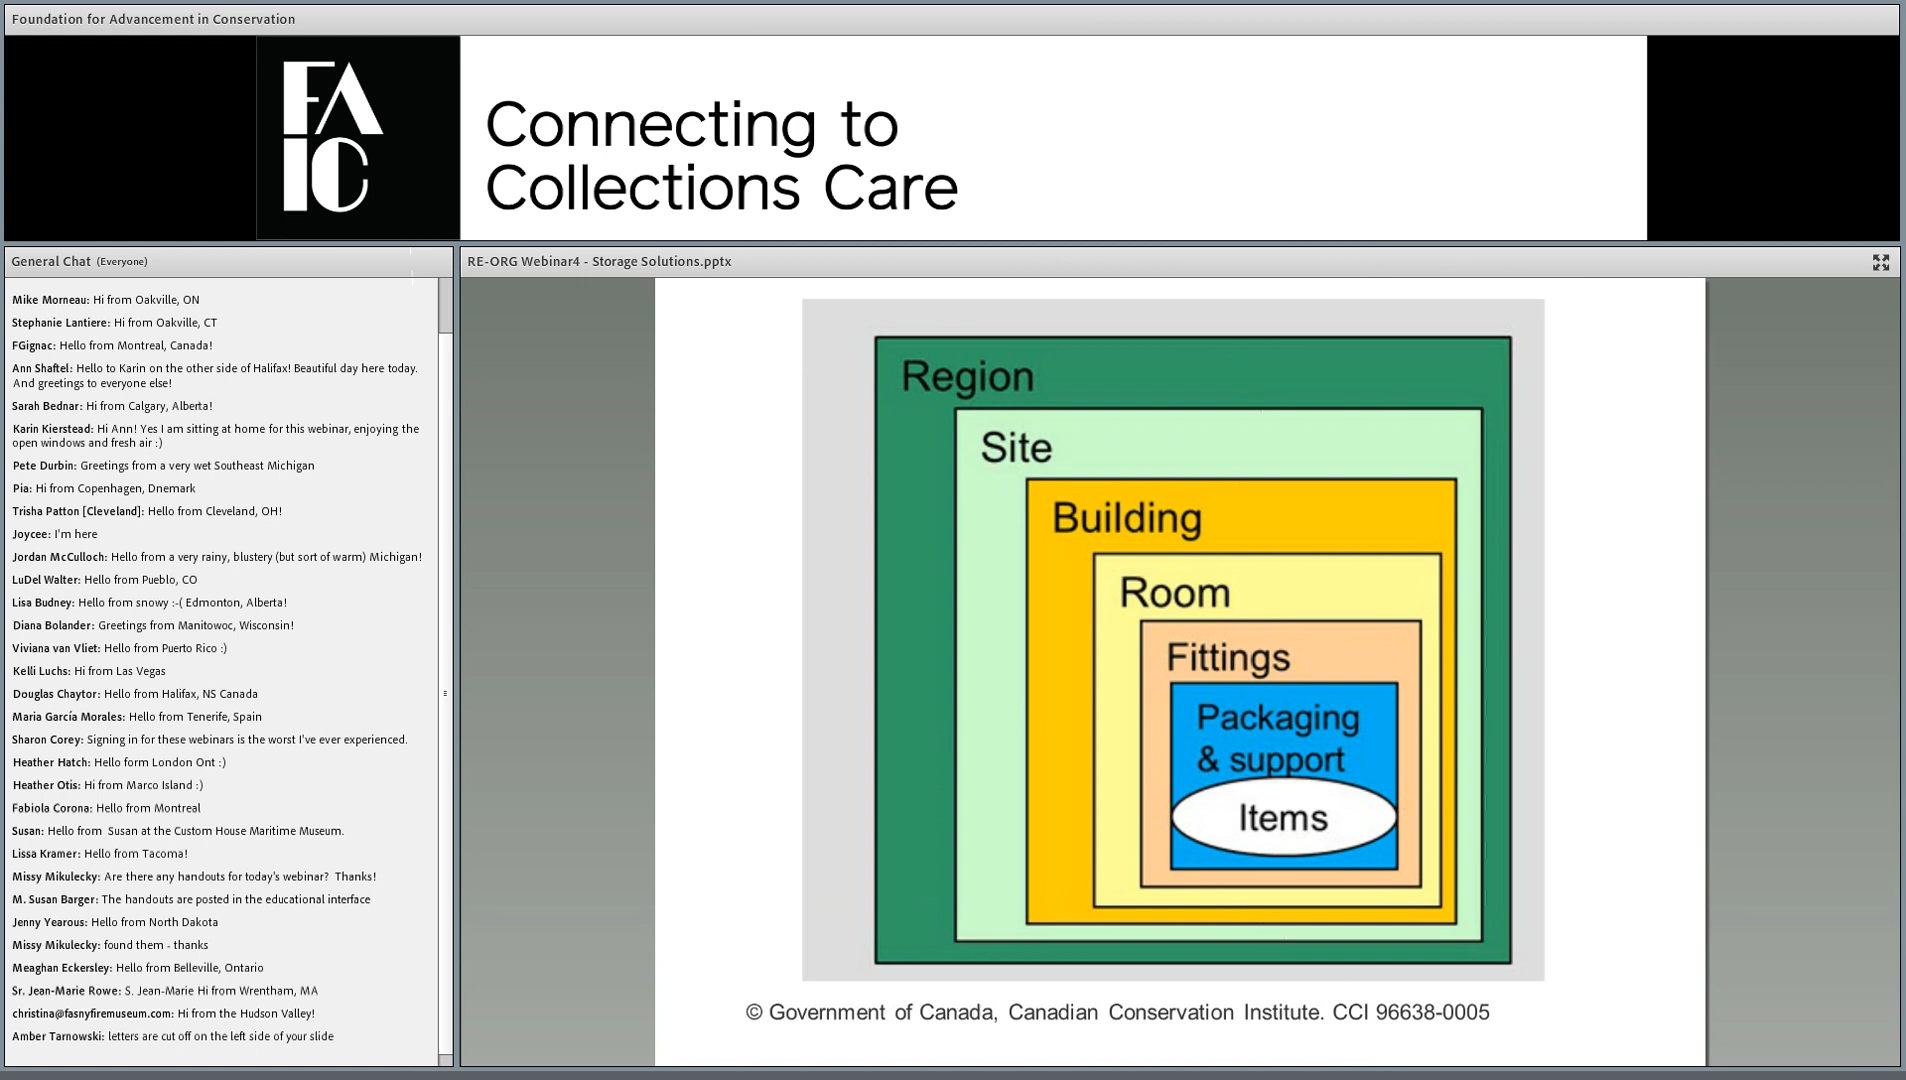 Foundation for Advancement in Conservation
FA
IC
Connecting to
Collections Care
General Chat (Everyone)
Mike Morneau: Hi from Oakville, ON
Stephanie Lantiere: Hi from Oakville, CT
FGignac: Hello from Montreal, Canada!
Ann Shaftel: Hello to Karin on the other side of Halifax! Beautiful day here today.
And greetings to everyone else!
Sarah Bednar: Hi from Calgary, Alberta!
Karin Kierstead: Hi Ann! Yes I am sitting at home for this webinar, enjoying the
open windows and fresh air :)
Pete Durbin: Greetings from a very wet Southeast Michigan
Pia: Hi from Copenhagen, Dnemark
Trisha Patton [Cleveland]: Hello from Cleveland, OH!
Joycee: I'm here
Jordan McCulloch: Hello from a very rainy, blustery (but sort of warm) Michigan!
LuDel Walter: Hello from Pueblo, CO
Lisa Budney: Hello from snowy :-( Edmonton, Alberta!
Diana Bolander: Greetings from Manitowoc, Wisconsin!
Viviana van Vliet: Hello from Puerto Rico :)
Kelli Luchs: Hi from Las Vegas
Douglas Chaytor: Hello from Halifax, NS Canada
Maria García Morales: Hello from Tenerife, Spain
Sharon Corey: Signing in for these webinars is the worst I've ever experienced.
Heather Hatch: Hello form London Ont :)
Heather Otis: Hi from Marco Island :)
Fabiola Corona: Hello from Montreal
Susan: Hello from Susan at the Custom House Maritime Museum.
Lissa Kramer: Hello from Tacoma!
Missy Mikulecky: Are there any handouts for today's webinar? Thanks!
M. Susan Barger: The handouts are posted in the educational interface
Jenny Yearous: Hello from North Dakota
Missy Mikulecky: found them - thanks
Meaghan Eckersley: Hello from Belleville, Ontario
Sr. Jean-Marie Rowe: S. Jean-Marie Hi from Wrentham, MA
christina@fasnyfiremuseum.com: Hi from the Hudson Valley!
Amber Tarnowski: letters are cut off on the left side of your slide
RE-ORG Webinar4 - Storage Solutions.pptx
Region
Site
Building
Room
Fittings
Packaging
& support
Items
© Government of Canada, Canadian Conservation Institute. CCI 96638-0005